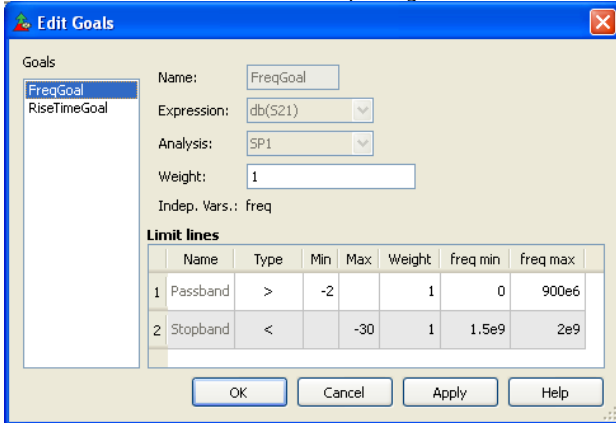 Edit Goals
Goals
FreqGoal
RiseTimeGoal
Name: FreqGoal
Expression: db(S21)
Analysis: SP1
Weight: 1
Indep. Vars.: freq
Limit lines
Name Type Min Max Weight freq min freq max
1 Passband > -2 1 0 900e6
2 Stopband < -30 1 1.5e9 2e9
OK Cancel Apply Help